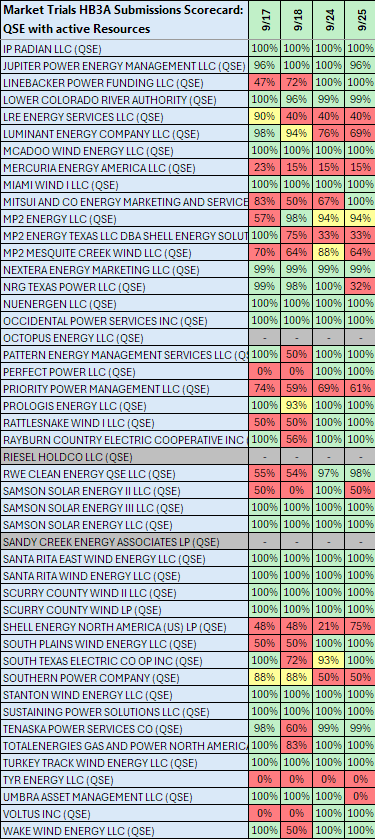 Market Trials HB3A Submissions Scorecard:
QSE with active Resources 9/17 9/18 9/24 9/25
IP RADIAN LLC (QSE) 100% 100% 100% 100%
JUPITER POWER ENERGY MANAGEMENT LLC (QSE) 96% 100% 100% 96%
LINEBACKER POWER FUNDING LLC (QSE) 47% 72% 100% 100%
LOWER COLORADO RIVER AUTHORITY (QSE) 100% 96% 99% 99%
LRE ENERGY SERVICES LLC (QSE) 90% 40% 40% 40%
LUMINANT ENERGY COMPANY LLC (QSE) 98% 94% 76% 69%
MCADOO WIND ENERGY LLC (QSE) 100% 100% 100% 100%
MERCURIA ENERGY AMERICA LLC (QSE) 23% 15% 15% 15%
MIAMI WIND I LLC (QSE) 100% 100% 100% 100%
MITSUI AND CO ENERGY MARKETING AND SERVICE 83% 50% 67% 100%
MP2 ENERGY LLC (QSE) 57% 98% 94% 94%
MP2 ENERGY TEXAS LLC DBA SHELL ENERGY SOLUT 100% 75% 33% 33%
MP2 MESQUITE CREEK WIND LLC (QSE) 70% 64% 88% 64%
NEXTERA ENERGY MARKETING LLC (QSE) 99% 99% 99% 99%
NRG TEXAS POWER LLC (QSE) 99% 98% 100% 32%
NUENERGEN LLC (QSE) 100% 100% 100% 100%
OCCIDENTAL POWER SERVICES INC (QSE) 100% 100% 100% 100%
OCTOPUS ENERGY LLC (QSE) - - - -
PATTERN ENERGY MANAGEMENT SERVICES LLC (QS 100% 50% 100% 100%
PERFECT POWER LLC (QSE) 0% 0% 100% 100%
PRIORITY POWER MANAGEMENT LLC (QSE) 74% 59% 69% 61%
PROLOGIS ENERGY LLC (QSE) 100% 93% 100% 100%
RATTLESNAKE WIND I LLC (QSE) 50% 50% 100% 100%
RAYBURN COUNTRY ELECTRIC COOPERATIVE INC ( 100% 56% 100% 100%
RIESEL HOLDCO LLC (QSE) - - - -
RWE CLEAN ENERGY QSE LLC (QSE) 55% 54% 97% 98%
SAMSON SOLAR ENERGY II LLC (QSE) 50% 0% 100% 50%
SAMSON SOLAR ENERGY III LLC (QSE) 100% 100% 100% 100%
SAMSON SOLAR ENERGY LLC (QSE) 100% 100% 100% 100%
SANDY CREEK ENERGY ASSOCIATES LP (QSE) - - - -
SANTA RITA EAST WIND ENERGY LLC (QSE) 100% 100% 100% 100%
SANTA RITA WIND ENERGY LLC (QSE) 100% 100% 100% 100%
SCURRY COUNTY WIND II LLC (QSE) 100% 100% 100% 100%
SCURRY COUNTY WIND LP (QSE) 100% 100% 100% 100%
SHELL ENERGY NORTH AMERICA (US) LP (QSE) 48% 48% 21% 75%
SOUTH PLAINS WIND ENERGY LLC (QSE) 50% 50% 100% 100%
SOUTH TEXAS ELECTRIC CO OP INC (QSE) 100% 72% 93% 100%
SOUTHERN POWER COMPANY (QSE) 88% 88% 50% 50%
STANTON WIND ENERGY LLC (QSE) 100% 100% 100% 100%
SUSTAINING POWER SOLUTIONS LLC (QSE) 100% 100% 100% 100%
TENASKA POWER SERVICES CO (QSE) 98% 60% 99% 99%
TOTALENERGIES GAS AND POWER NORTH AMERICA 100% 83% 100% 100%
TURKEY TRACK WIND ENERGY LLC (QSE) 100% 100% 100% 100%
TYR ENERGY LLC (QSE) 0% 0% 0% 0%
UMBRA ASSET MANAGEMENT LLC (QSE) 100% 100% 100% 0%
VOLTUS INC (QSE) 0% 0% 100% 100%
WAKE WIND ENERGY LLC (QSE) 100% 50% 100% 100%